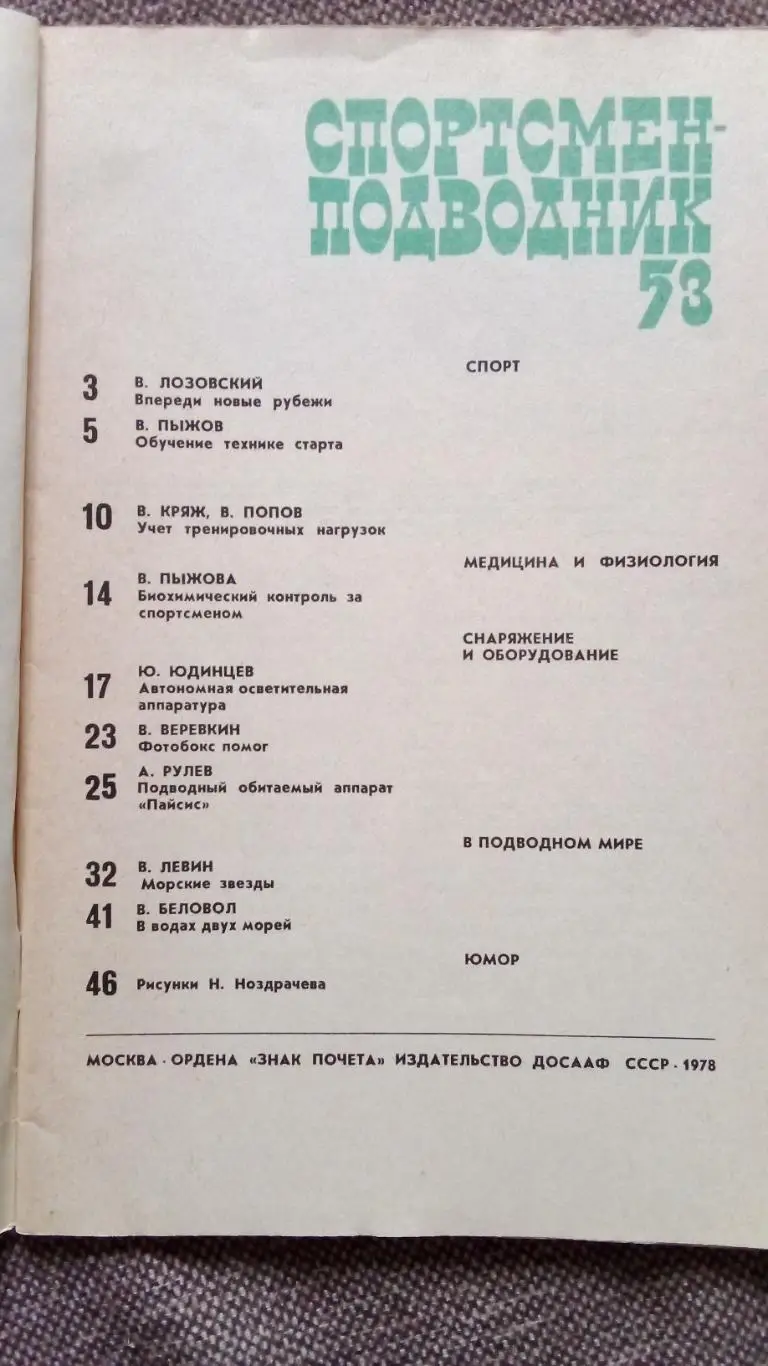 СПОРТСМЕН-
ПОДВОДНИК
53
СПОРТ
3 В. ЛОЗОВСКИЙ
Впереди новые рубежи
5 В. ПЫЖОВ
Обучение технике старта
10 В. КРЯЖ, В. ПОПОВ
Учет тренировочных нагрузок
МЕДИЦИНА И ФИЗИОЛОГИЯ
14 В. ПЫЖОВА
Биохимический контроль за
спортсменом
СНАРЯЖЕНИЕ
И ОБОРУДОВАНИЕ
17 Ю. ЮДИНЦЕВ
Автономная осветительная
аппаратура
23 В. ВЕРЕВКИН
Фотобокс помог
25 А. РУЛЕВ
Подводный обитаемый аппарат
«Пайсис»
В ПОДВОДНОМ МИРЕ
32 В. ЛЕВИН
Морские звезды
41 В. БЕЛОВОЛ
В водах двух морей
ЮМОР
46 Рисунки Н. Ноздрачева
МОСКВА · ОРДЕНА «ЗНАК ПОЧЕТА» ИЗДАТЕЛЬСТВО ДОСААФ СССР · 1978